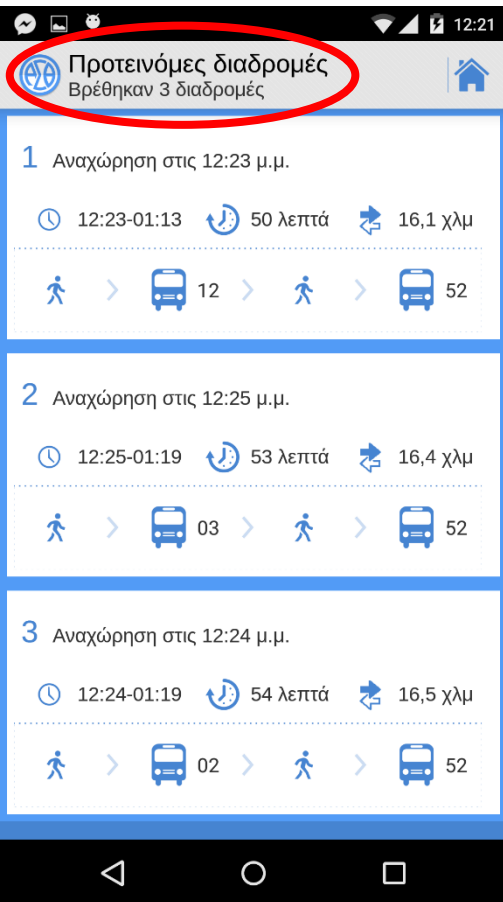 12:21
ΑΣΘ
Προτεινόμες διαδρομές
Βρέθηκαν 3 διαδρομές
1 Αναχώρηση στις 12:23 μ.μ.
12:23-01:13 50 λεπτά 16,1 χλμ
12 52
2 Αναχώρηση στις 12:25 μ.μ.
12:25-01:19 53 λεπτά 16,4 χλμ
03 52
3 Αναχώρηση στις 12:24 μ.μ.
12:24-01:19 54 λεπτά 16,5 χλμ
02 52